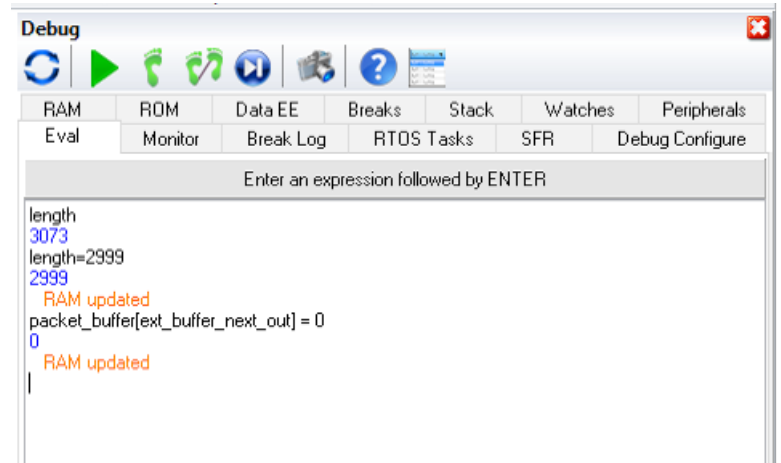 Debug
RAM ROM Data EE Breaks Stack Watches Peripherals
Eval Monitor Break Log RTOS Tasks SFR Debug Configure
Enter an expression followed by ENTER
length
3073
length=2999
2999
RAM updated
packet_buffer[ext_buffer_next_out] = 0
0
RAM updated